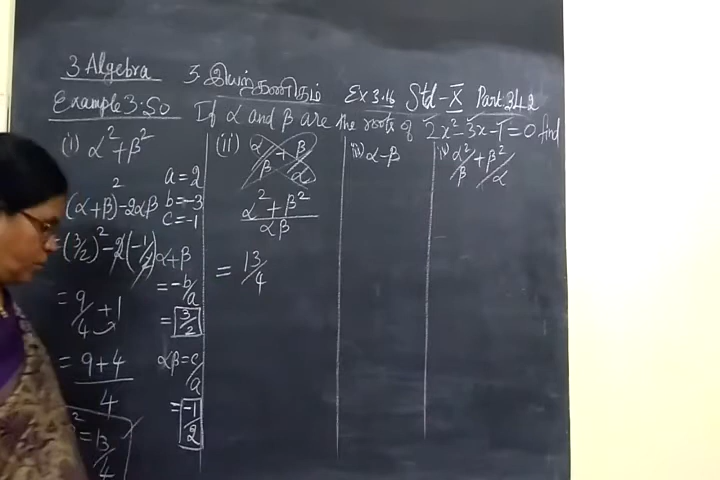 3 Algebra 3 இயற்கணிதம் Ex 3.16 Std-X Part 342
Example 3.50 If α and β are the roots of 2x²-3x-1=0 find
(i) α²+β²
(α+β)²-2αβ
=(3/2)²-2(-1/2)
=9/4+1
=9+4/4
²=13/4
a=2
b=-3
c=-1
α+β
=-b/a
=3/2
αβ=c/a
=-1/2
(ii) α/β+β/α
α²+β²/αβ
=13/4
iii) α-β
iv) α²/β+β²/α